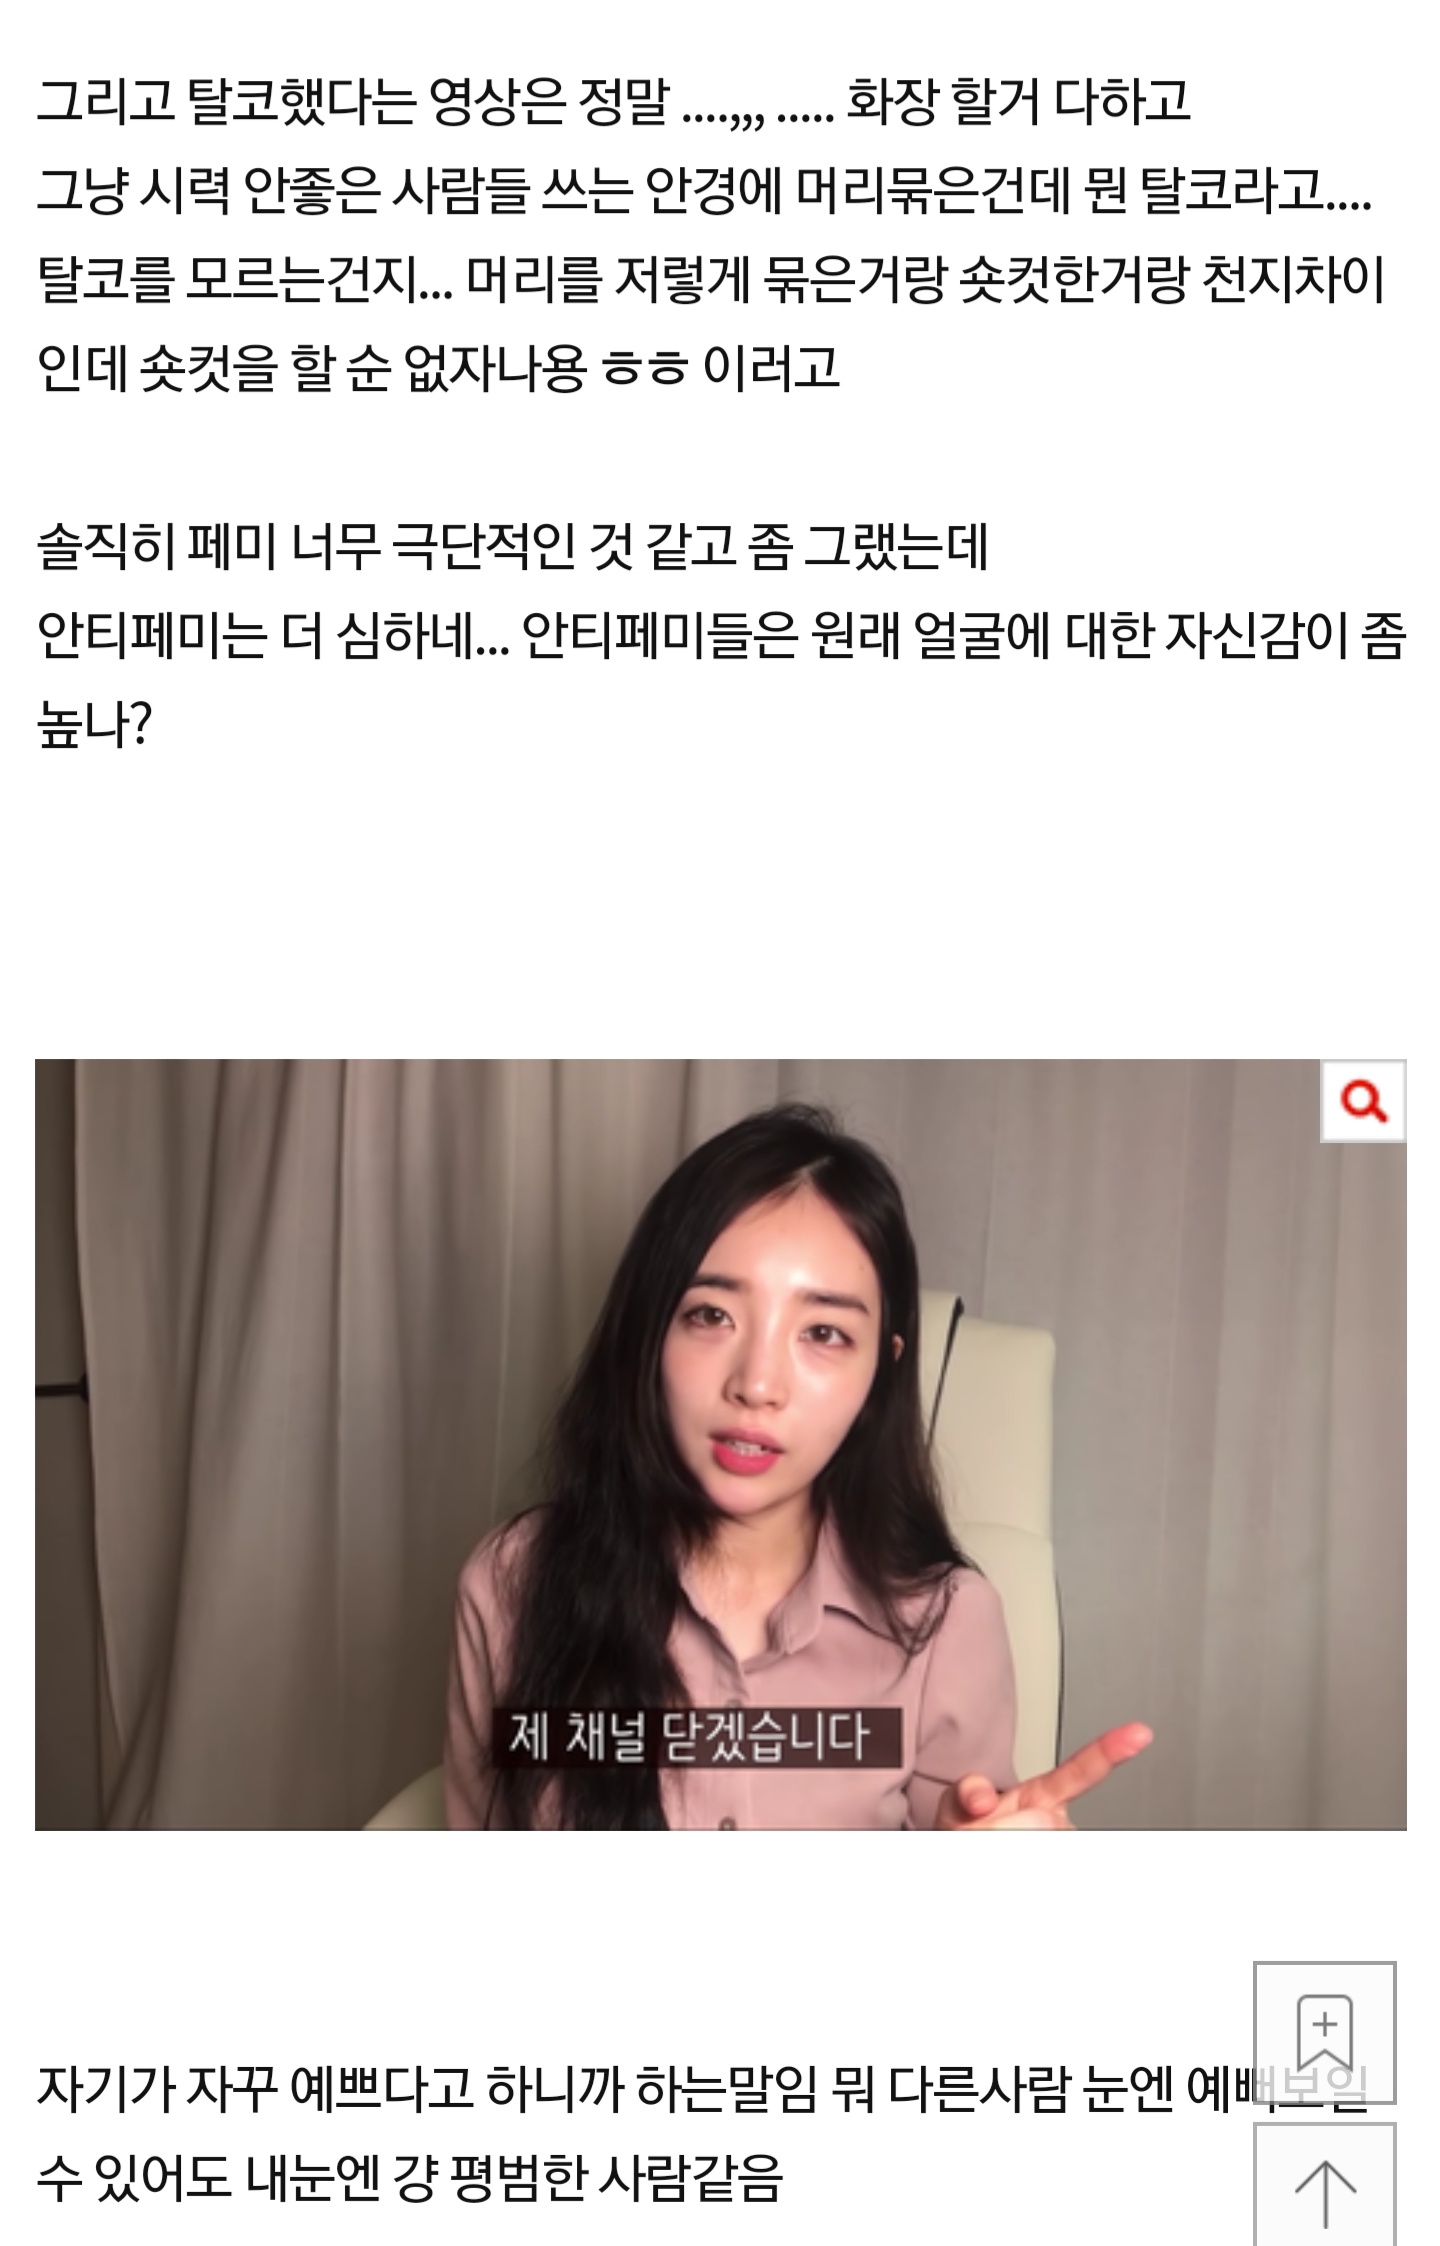 그리고 탈코했다는 영상은 정말 ....,,, ..... 화장 할거 다하고
그냥 시력 안좋은 사람들 쓰는 안경에 머리묶은건데 뭔 탈코라고....
탈코를 모르는건지... 머리를 저렇게 묶은거랑 숏컷한거랑 천지차이
인데 숏컷을 할 순 없자나용 ㅎㅎ 이러고
솔직히 페미 너무 극단적인 것 같고 좀 그랬는데
안티페미는 더 심하네... 안티페미들은 원래 얼굴에 대한 자신감이 좀
높나?
제 채널 닫겠습니다
자기가 자꾸 예쁘다고 하니까 하는말임 뭐 다른사람 눈엔 예뻐보일
수 있어도 내눈엔 걍 평범한 사람같음